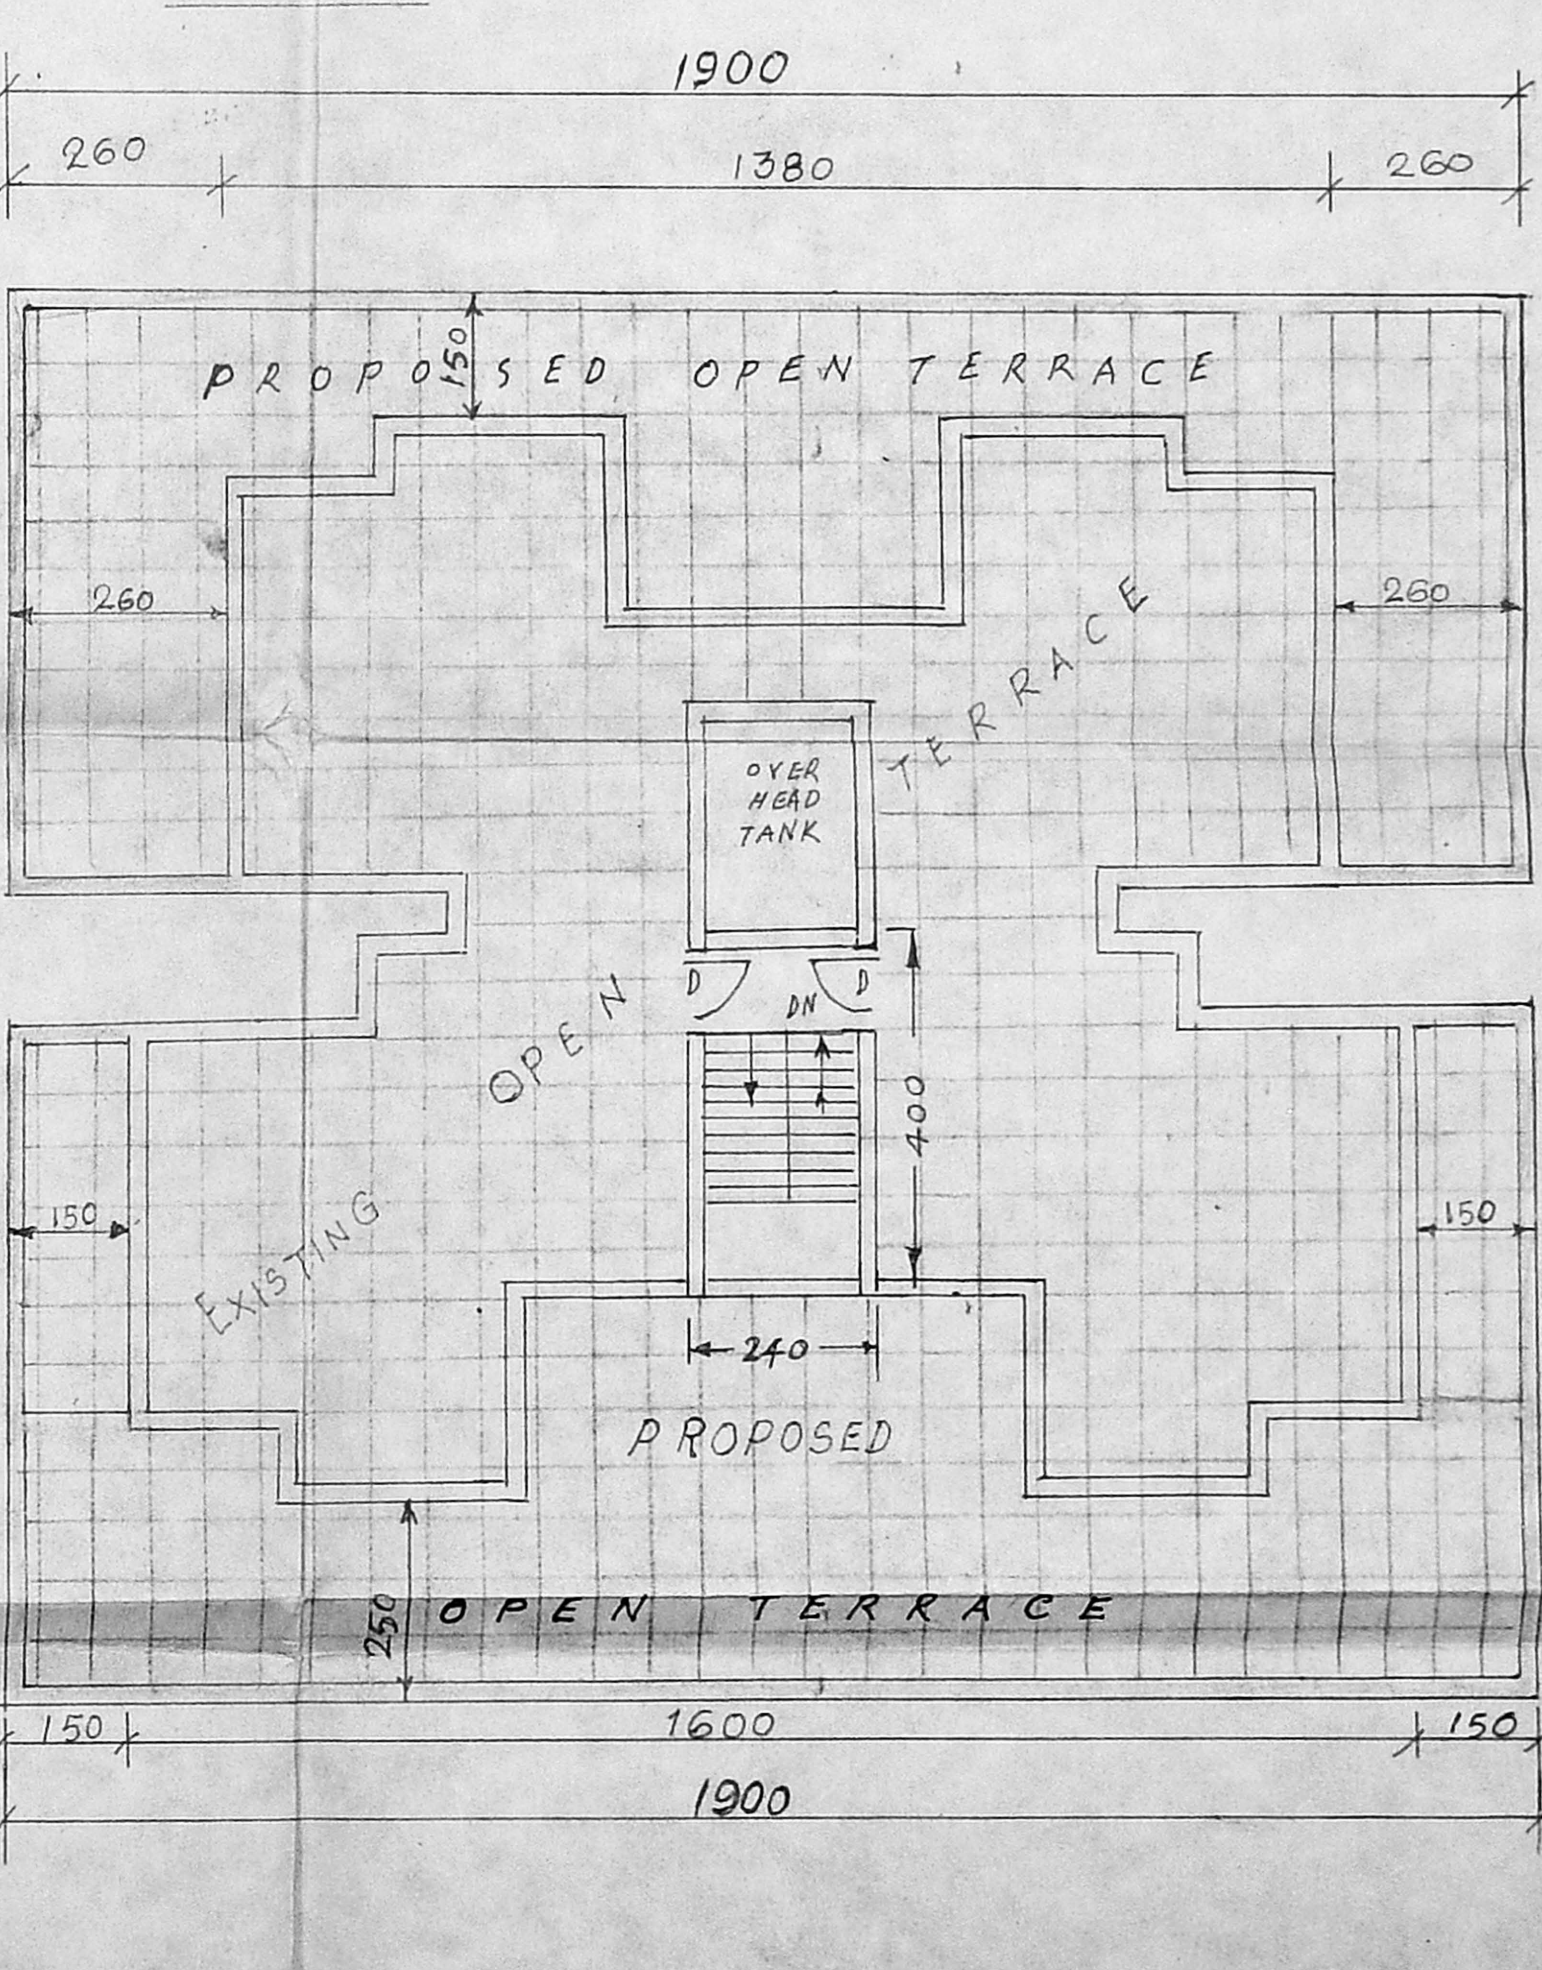 1900
260 1380 260
150
PROPOSED OPEN TERRACE
260 260
TERRACE
OVER
HEAD
TANK
D D
DN
OPEN
400
150 150
EXISTING
240
PROPOSED
250
OPEN TERRACE
150 1600 150
1900